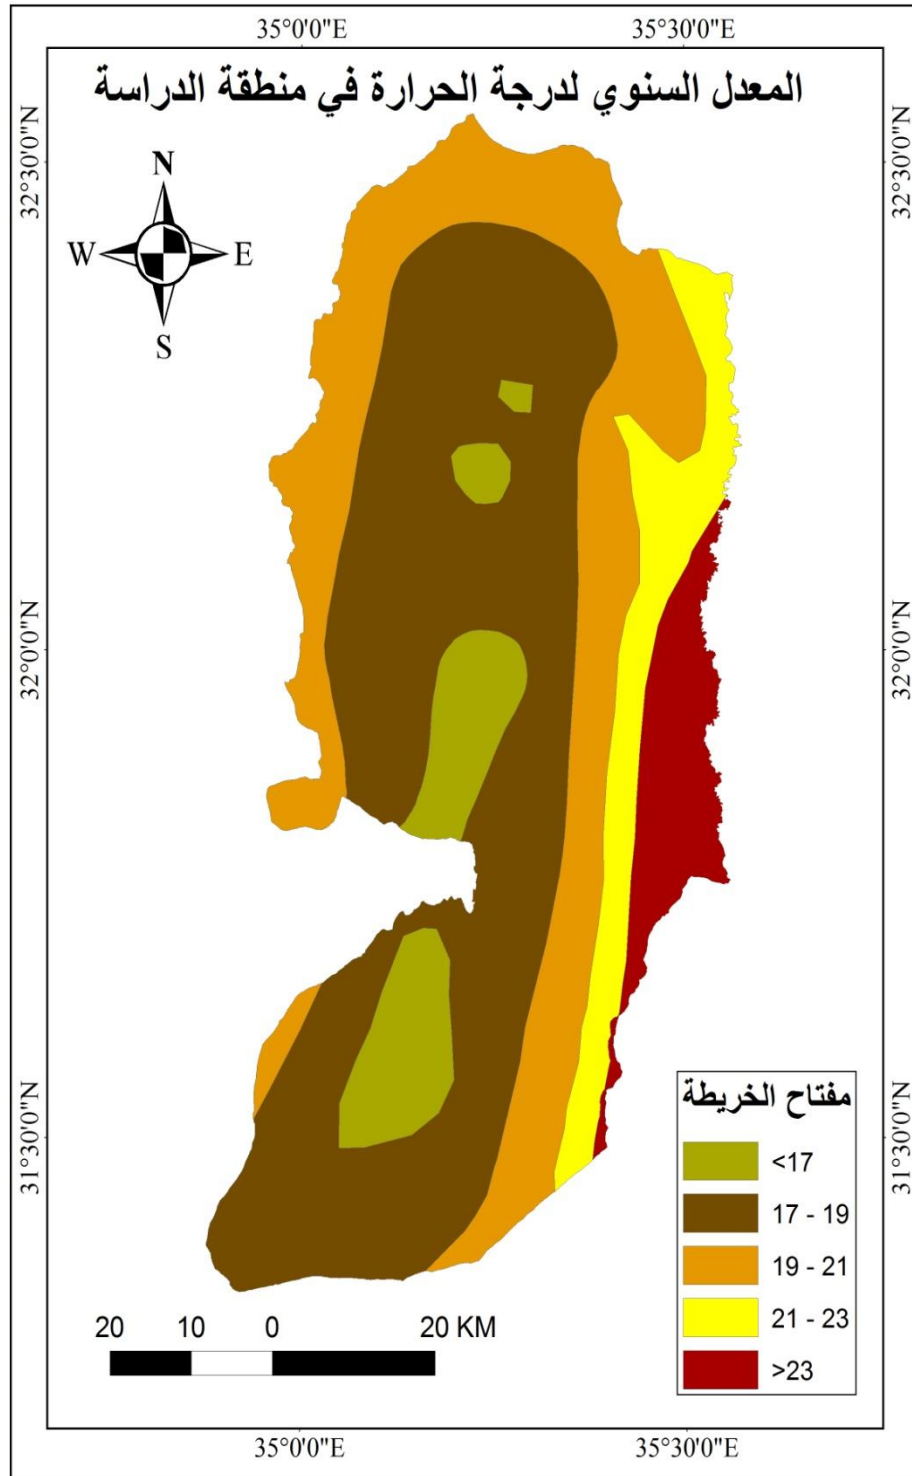 35°0'0"E 35°30'0"E
المعدل السنوي لدرجة الحرارة في منطقة الدراسة
32°30'0"N 32°30'0"N
N
W E
S
32°0'0"N 32°0'0"N
31°30'0"N 31°30'0"N
مفتاح الخريطة
<17
17 - 19
19 - 21
21 - 23
>23
20 10 0 20 KM
35°0'0"E 35°30'0"E